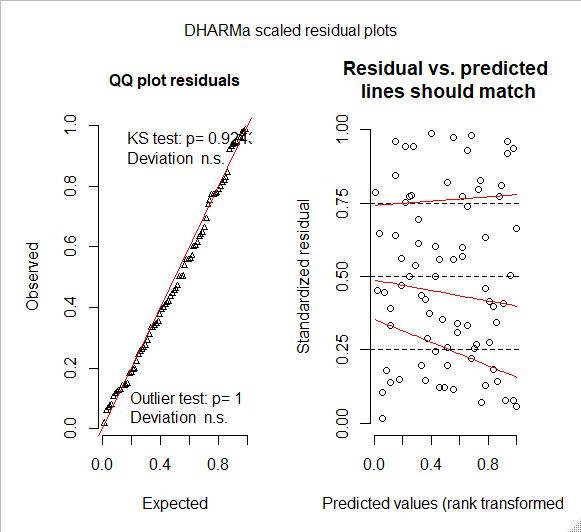 DHARMa scaled residual plots
QQ plot residuals
KS test: p= 0.924
Deviation n.s.
Outlier test: p= 1
Deviation n.s.
Observed
0.0
0.2
0.4
0.6
0.8
1.0
0.0
0.4
0.8
Expected
Residual vs. predicted
lines should match
Standardized residual
0.00
0.25
0.50
0.75
1.00
0.0
0.4
0.8
Predicted values (rank transformed